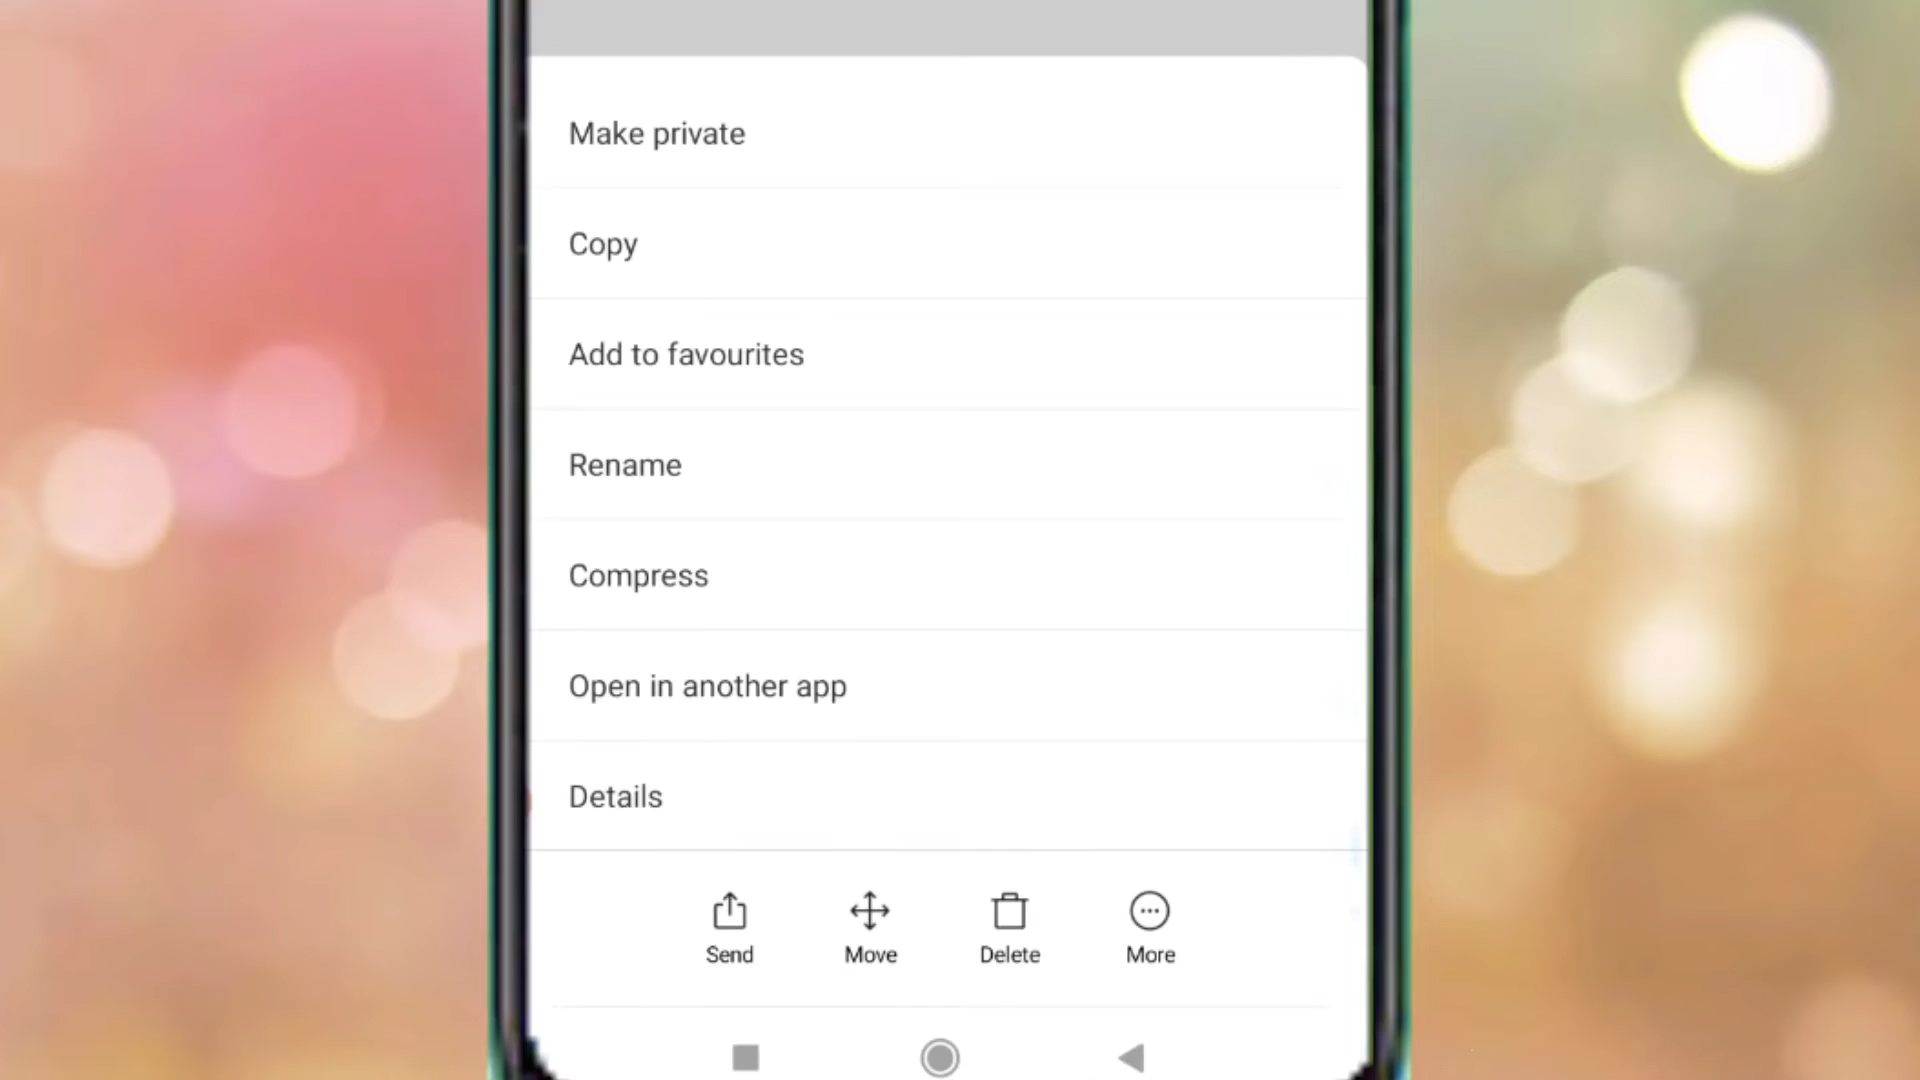 Make private
Copy
Add to favourites
Rename
Compress
Open in another app
Details
Send Move Delete More